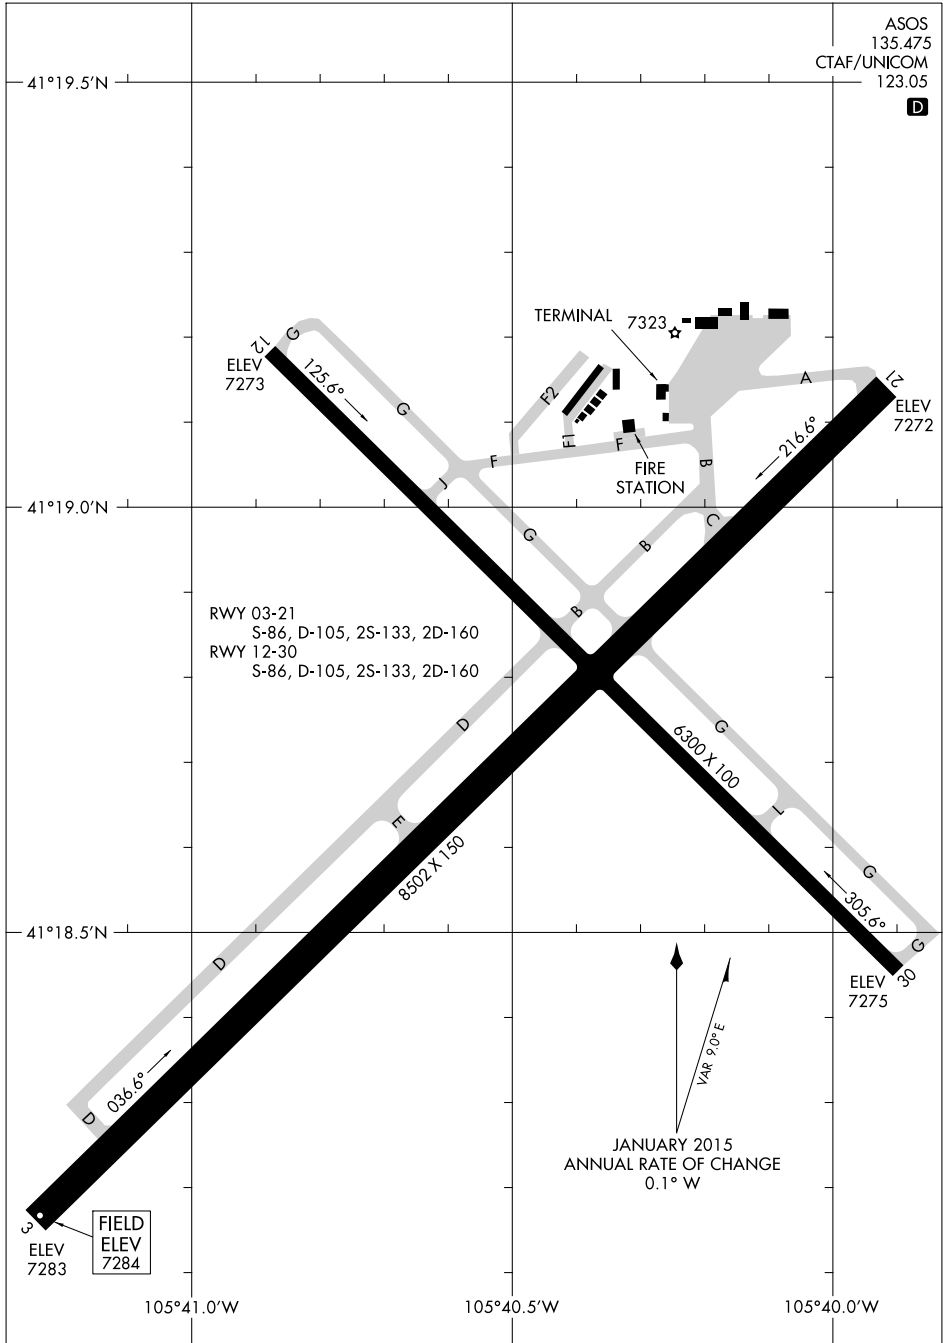 ASOS
135.475
CTAF/UNICOM
123.05
D
41°19.5'N
TERMINAL
7323
12
G
ELEV
7273
125.6°
G
F2
F1
A
21
ELEV
7272
216.6°
F
F
FIRE
STATION
B
J
41°19.0'N
G
B
C
B
RWY 03-21
S-86, D-105, 2S-133, 2D-160
RWY 12-30
S-86, D-105, 2S-133, 2D-160
D
G
6300 X 100
E
L
8502 X 150
G
305.6°
41°18.5'N
D
G
30
ELEV
7275
VAR 9.0° E
036.6°
D
JANUARY 2015
ANNUAL RATE OF CHANGE
0.1° W
3
ELEV
7283
FIELD
ELEV
7284
105°41.0'W
105°40.5'W
105°40.0'W